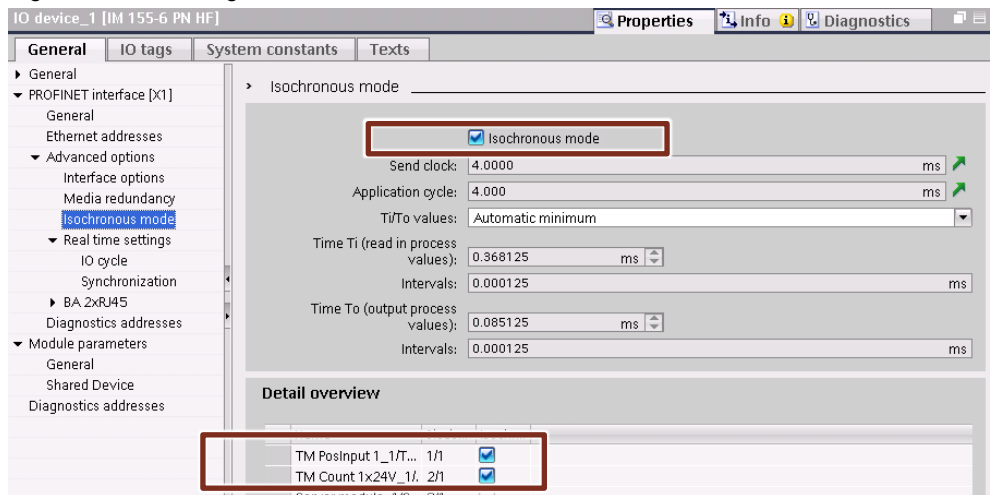 IO device_1 [IM 155-6 PN HF]
Properties
Info
Diagnostics
General
IO tags
System constants
Texts
General
PROFINET interface [X1]
General
Ethernet addresses
Advanced options
Interface options
Media redundancy
Isochronous mode
Real time settings
IO cycle
Synchronization
BA 2xRJ45
Diagnostics addresses
Module parameters
General
Shared Device
Diagnostics addresses
Isochronous mode
Isochronous mode
Send clock: 4.0000 ms
Application cycle: 4.000 ms
Ti/To values: Automatic minimum
Time Ti (read in process
values): 0.368125 ms
Intervals: 0.000125 ms
Time To (output process
values): 0.085125 ms
Intervals: 0.000125 ms
Detail overview
TM PosInput 1_1/T... 1/1
TM Count 1x24V_1/. 2/1